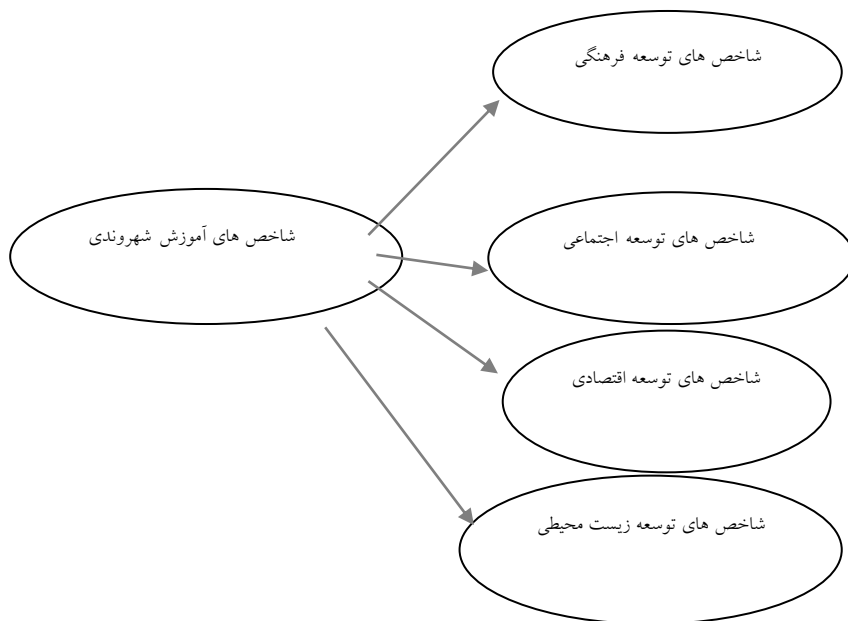 شاخص های توسعه فرهنگی
شاخص های آموزش شهروندی
شاخص های توسعه اجتماعی
شاخص های توسعه اقتصادی
شاخص های توسعه زیست محیطی